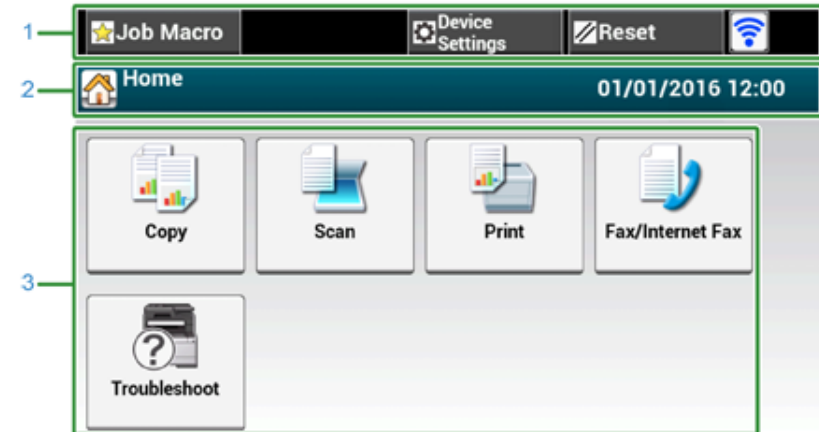 1
Job Macro
Device
Settings
Reset
2
Home
01/01/2016 12:00
3
Copy
Scan
Print
Fax/Internet Fax
?
Troubleshoot